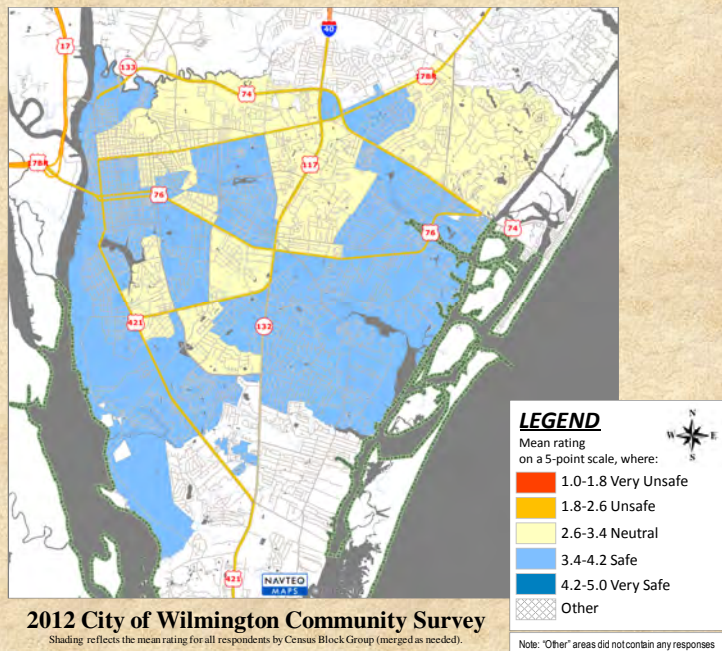 17
133
40
74
178R
178R
117
76
76
74
421
132
421
NAVTEQ
MAPS
LEGEND
N
W E
S
Mean rating
on a 5-point scale, where:
1.0-1.8 Very Unsafe
1.8-2.6 Unsafe
2.6-3.4 Neutral
3.4-4.2 Safe
4.2-5.0 Very Safe
Other
2012 City of Wilmington Community Survey
Shading reflects the mean rating for all respondents by Census Block Group (merged as needed).
Note: "Other" areas did not contain any responses